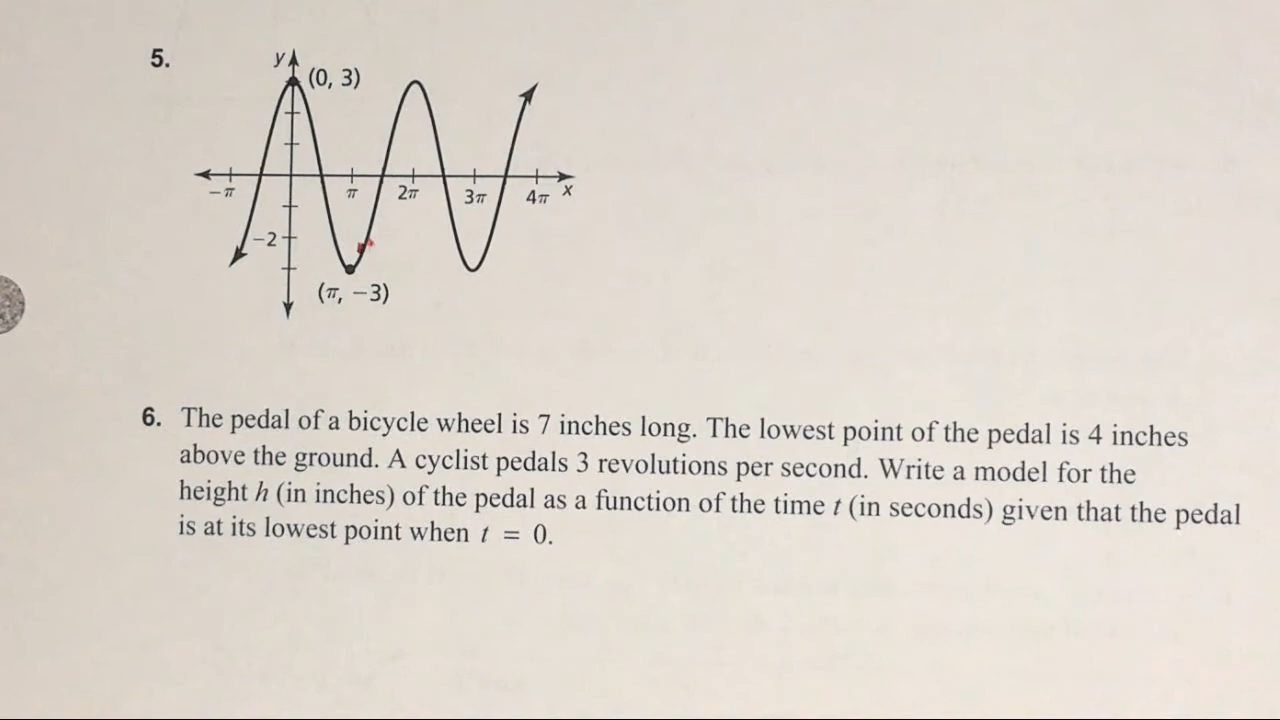 5.
y
(0, 3)
−π
π
2π
3π
4π
x
−2
(π, −3)
6. The pedal of a bicycle wheel is 7 inches long. The lowest point of the pedal is 4 inches
above the ground. A cyclist pedals 3 revolutions per second. Write a model for the
height h (in inches) of the pedal as a function of the time t (in seconds) given that the pedal
is at its lowest point when t = 0.